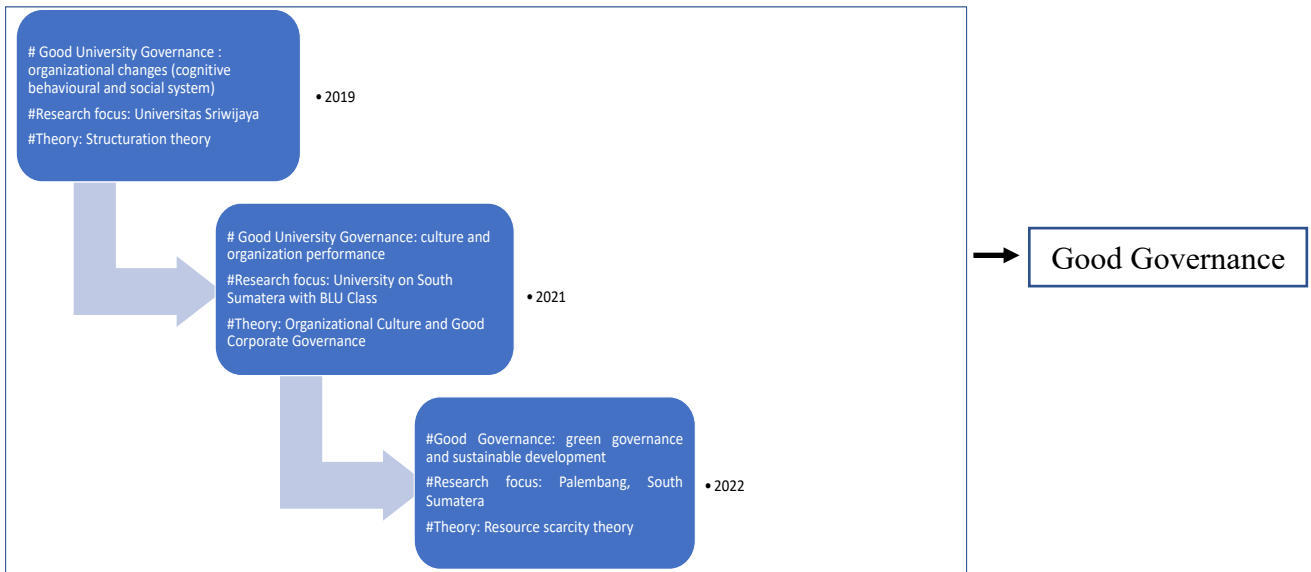 # Good University Governance :
organizational changes (cognitive
behavioural and social system)
#Research focus: Universitas Sriwijaya
#Theory: Structuration theory
• 2019
# Good University Governance: culture and
organization performance
#Research focus: University on South
Sumatera with BLU Class
#Theory: Organizational Culture and Good
Corporate Governance
• 2021
#Good Governance: green governance
and sustainable development
#Research focus: Palembang, South
Sumatera
#Theory: Resource scarcity theory
• 2022
Good Governance